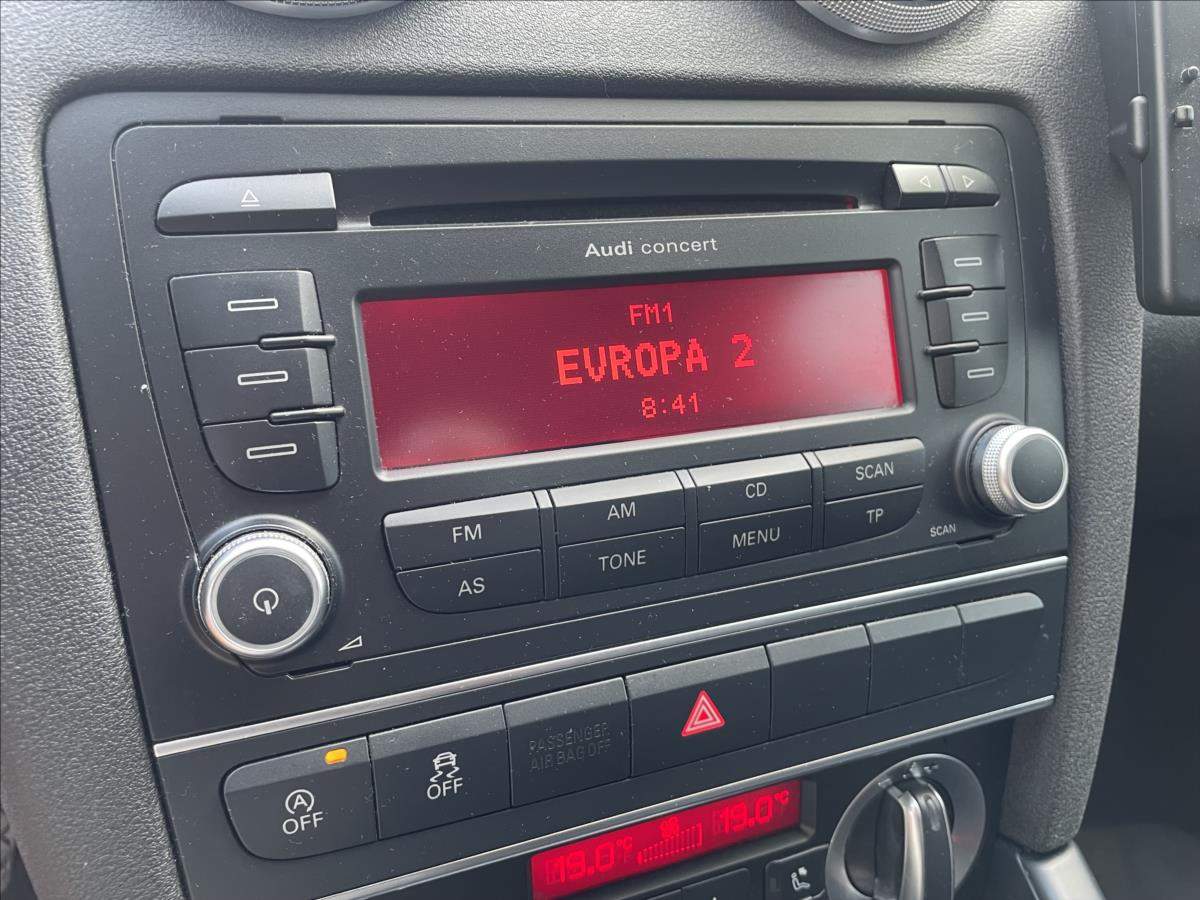 Audi concert
FM1
EVROPA 2
8:41
FM
AM
CD
SCAN
AS
TONE
MENU
TP
SCAN
PASSENGER
AIR BAG OFF
A
OFF
OFF
19.0°C
19.0°C